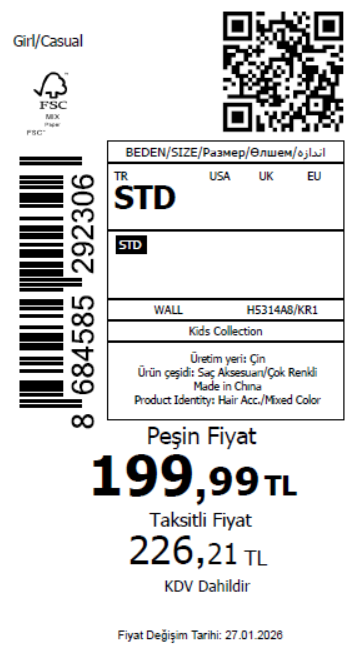 Girl/Casual
FSC
MIX
Paper
FSC™
BEDEN/SIZE/Размер/Өлшем/اندازه
TR USA UK EU
STD
STD
WALL H5314A8/KR1
Kids Collection
Üretim yeri: Çin
Ürün çeşidi: Saç Aksesuarı/Çok Renkli
Made in China
Product Identity: Hair Acc./Mixed Color
8 684585 292306
Peşin Fiyat
199,99 TL
Taksitli Fiyat
226,21 TL
KDV Dahildir
Fiyat Değişim Tarihi: 27.01.2026